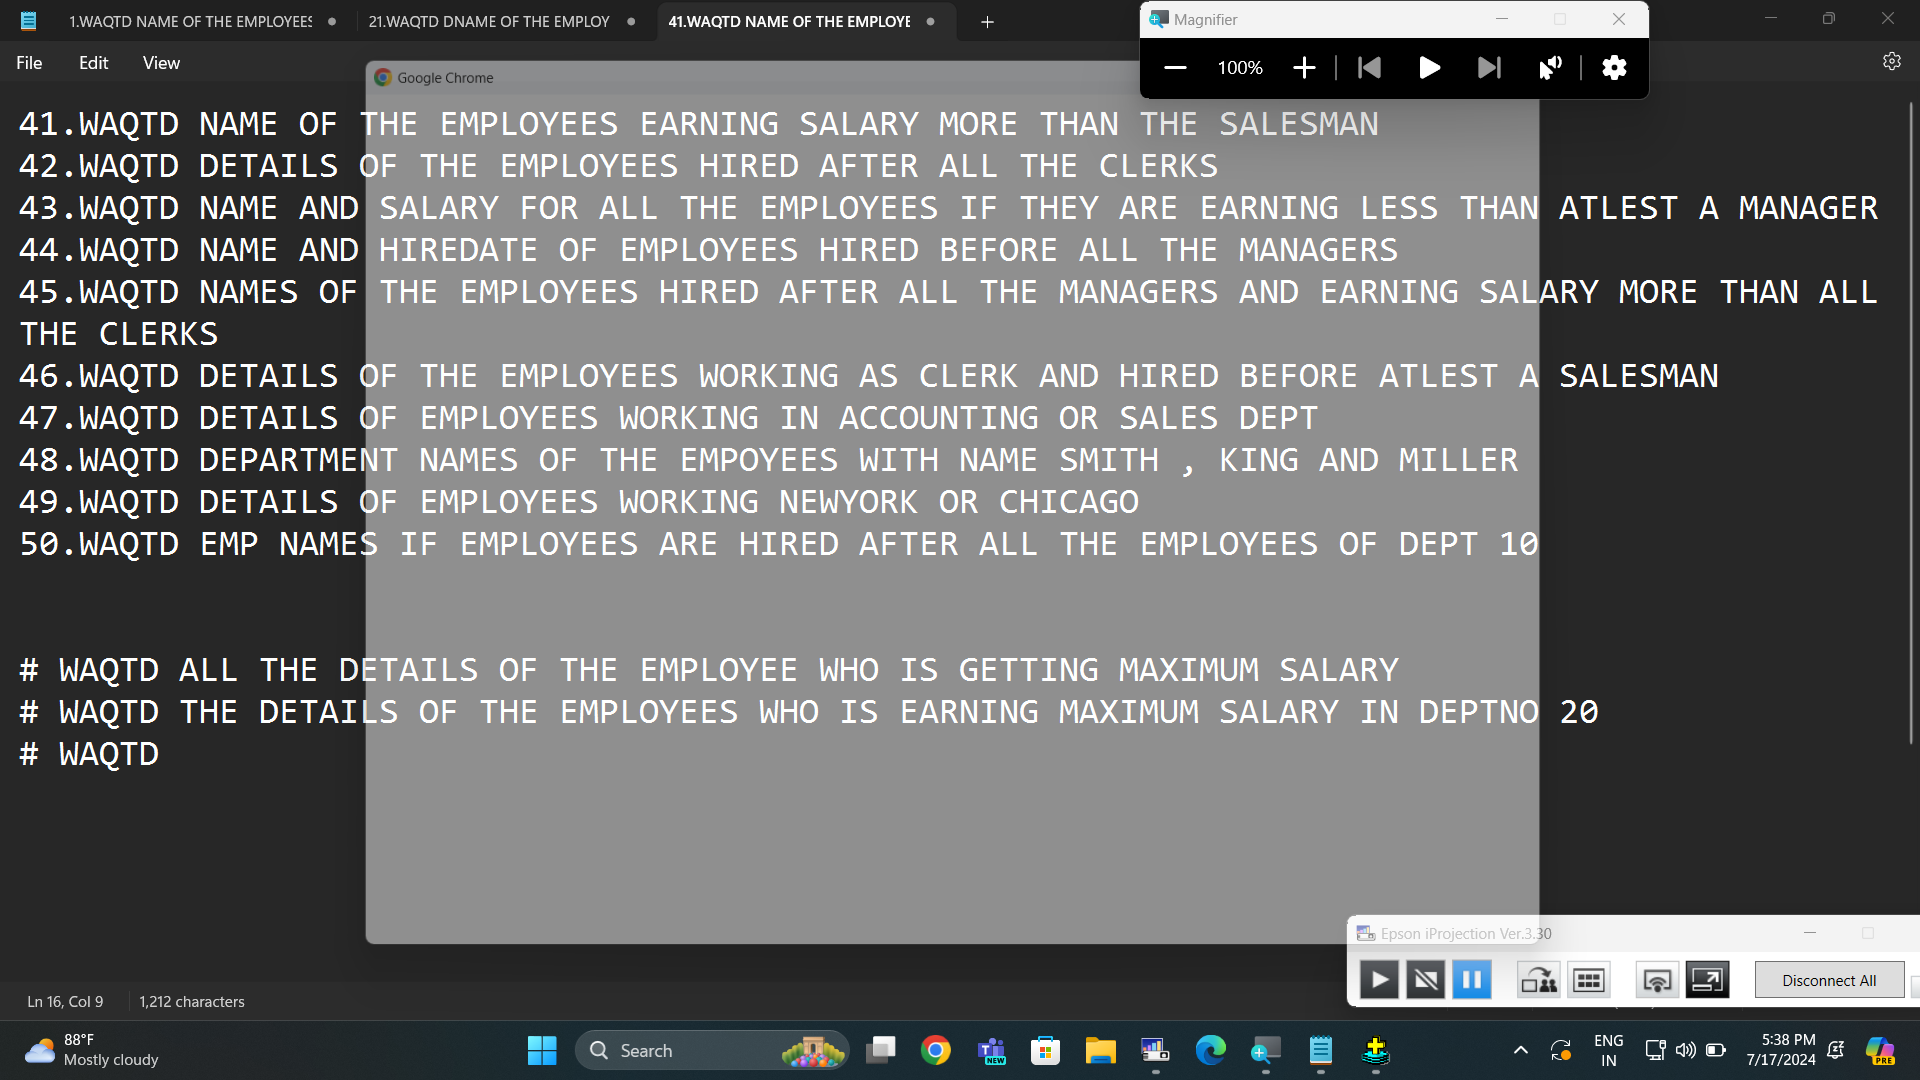 1.WAQTD NAME OF THE EMPLOYEES
21.WAQTD DNAME OF THE EMPLOY
41.WAQTD NAME OF THE EMPLOYE
Magnifier
File Edit View
Google Chrome
100%
41.WAQTD NAME OF THE EMPLOYEES EARNING SALARY MORE THAN THE SALESMAN
42.WAQTD DETAILS OF THE EMPLOYEES HIRED AFTER ALL THE CLERKS
43.WAQTD NAME AND SALARY FOR ALL THE EMPLOYEES IF THEY ARE EARNING LESS THAN ATLEST A MANAGER
44.WAQTD NAME AND HIREDATE OF EMPLOYEES HIRED BEFORE ALL THE MANAGERS
45.WAQTD NAMES OF THE EMPLOYEES HIRED AFTER ALL THE MANAGERS AND EARNING SALARY MORE THAN ALL
THE CLERKS
46.WAQTD DETAILS OF THE EMPLOYEES WORKING AS CLERK AND HIRED BEFORE ATLEST A SALESMAN
47.WAQTD DETAILS OF EMPLOYEES WORKING IN ACCOUNTING OR SALES DEPT
48.WAQTD DEPARTMENT NAMES OF THE EMPOYEES WITH NAME SMITH , KING AND MILLER
49.WAQTD DETAILS OF EMPLOYEES WORKING NEWYORK OR CHICAGO
50.WAQTD EMP NAMES IF EMPLOYEES ARE HIRED AFTER ALL THE EMPLOYEES OF DEPT 10
# WAQTD ALL THE DETAILS OF THE EMPLOYEE WHO IS GETTING MAXIMUM SALARY
# WAQTD THE DETAILS OF THE EMPLOYEES WHO IS EARNING MAXIMUM SALARY IN DEPTNO 20
# WAQTD
Epson iProjection Ver.3.30
Disconnect All
Ln 16, Col 9
1,212 characters
88°F
Mostly cloudy
Search
NEW
ENG
IN
5:38 PM
7/17/2024
PRE